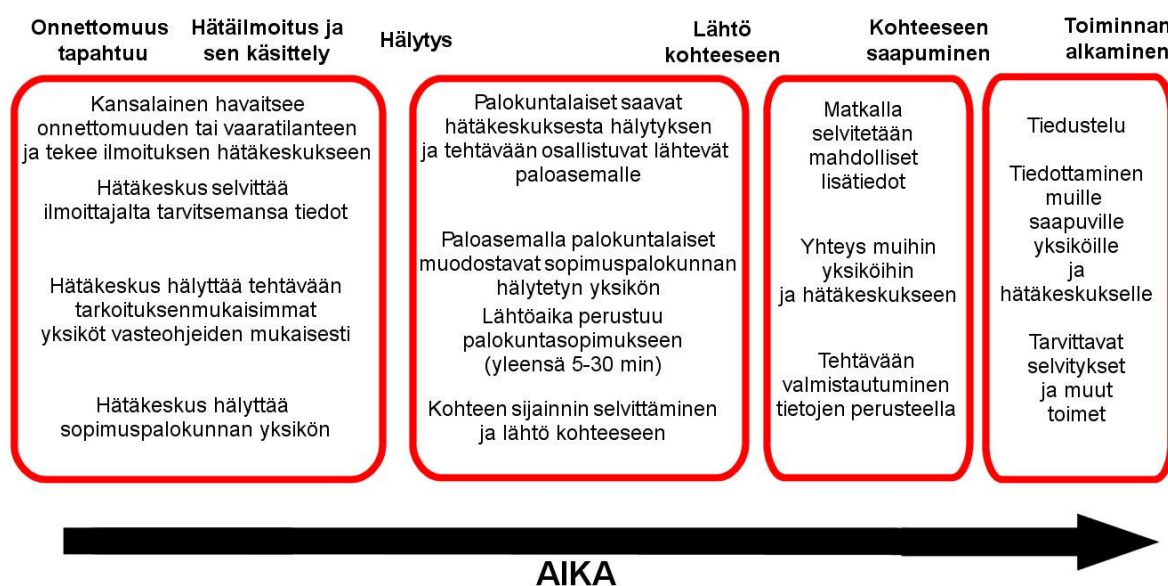 Onnettomuus
tapahtuu
Hätäilmoitus ja
sen käsittely
Hälytys
Lähtö
kohteeseen
Kohteeseen
saapuminen
Toiminnan
alkaminen
Kansalainen havaitsee
onnettomuuden tai vaaratilanteen
ja tekee ilmoituksen hätäkeskukseen
Hätäkeskus selvittää
ilmoittajalta tarvitsemansa tiedot
Hätäkeskus hälyttää tehtävään
tarkoituksenmukaisimmat
yksiköt vasteohjeiden mukaisesti
Hätäkeskus hälyttää
sopimuspalokunnan yksikön
Palokuntalaiset saavat
hätäkeskuksesta hälytyksen
ja tehtävään osallistuvat lähtevät
paloasemalle
Paloasemalla palokuntalaiset
muodostavat sopimuspalokunnan
hälytetyn yksikön
Lähtöaika perustuu
palokuntasopimukseen
(yleensä 5-30 min)
Kohteen sijainnin selvittäminen
ja lähtö kohteeseen
Matkalla
selvitetään
mahdolliset
lisätiedot
Yhteys muihin
yksiköihin
ja hätäkeskukseen
Tehtävään
valmistautuminen
tietojen perusteella
Tiedustelu
Tiedottaminen
muille
saapuville
yksiköille
ja
hätäkeskukselle
Tarvittavat
selvitykset
ja muut
toimet
AIKA